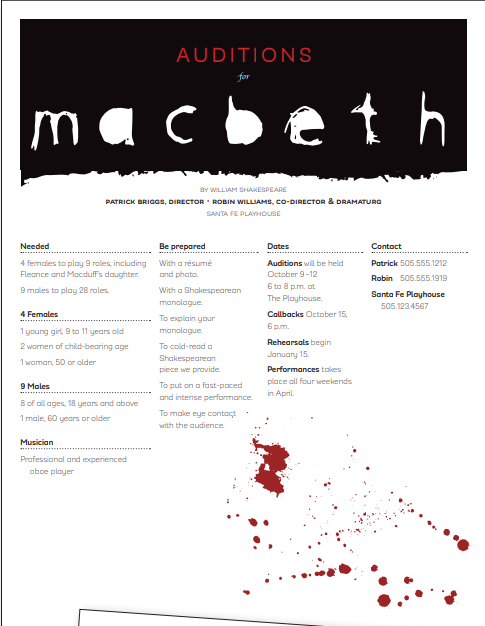 AUDITIONS
for
macbeth
BY WILLIAM SHAKESPEARE
PATRICK BRIGGS, DIRECTOR • ROBIN WILLIAMS, CO-DIRECTOR & DRAMATURG
SANTA FE PLAYHOUSE
Needed
4 females to play 9 roles, including
Fleance and Macduff's daughter.
9 males to play 28 roles.
4 Females
1 young girl, 9 to 11 years old
2 women of child-bearing age
1 woman, 50 or older
9 Males
8 of all ages, 18 years and above
1 male, 60 years or older
Musician
Professional and experienced
oboe player
Be prepared
With a résumé
and photo.
With a Shakespearean
monologue.
To explain your
monologue.
To cold-read a
Shakespearean
piece we provide.
To put on a fast-paced
and intense performance.
To make eye contact
with the audience.
Dates
Auditions will be held
October 9–12
6 to 8 p.m. at
The Playhouse.
Callbacks October 15,
6 p.m.
Rehearsals begin
January 15.
Performances takes
place all four weekends
in April.
Contact
Patrick 505.555.1212
Robin 505.555.1919
Santa Fe Playhouse
505.123.4567